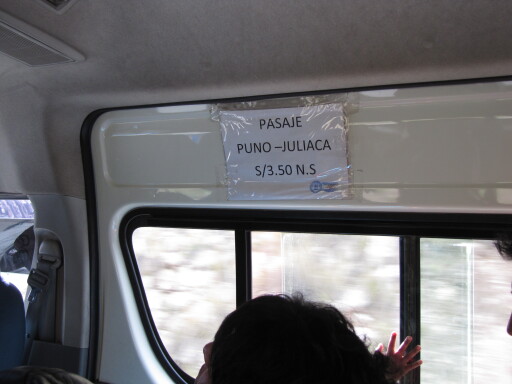 PASAJE
PUNO –JULIACA
S/3.50 N.S